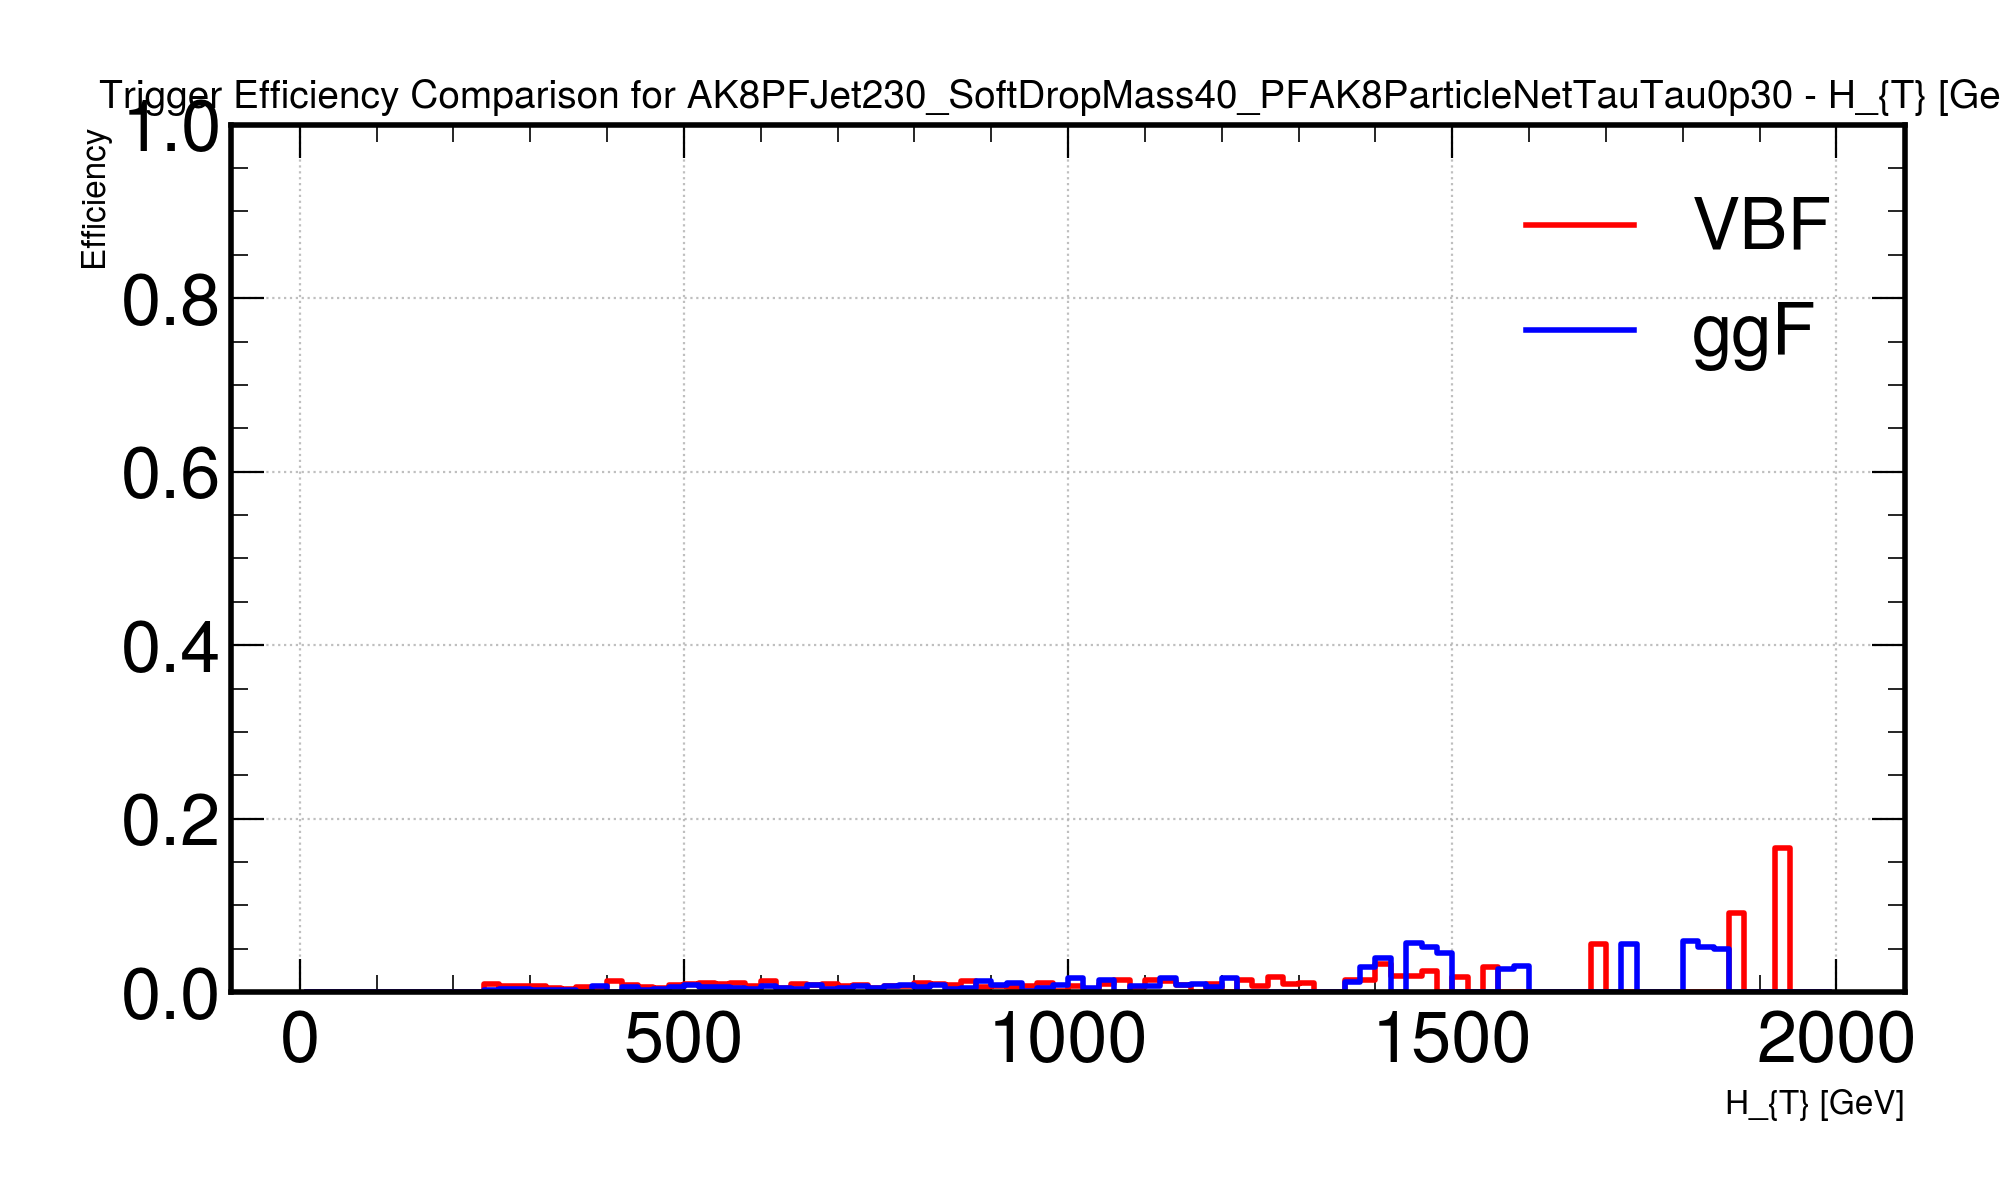 Trigger Efficiency Comparison for AK8PFJet230_SoftDropMass40_PFAK8ParticleNetTauTau0p30 - H_{T} [Ge
Efficiency
1.0
0.8
0.6
0.4
0.2
0.0
VBF
ggF
0 500 1000 1500 2000
H_{T} [GeV]